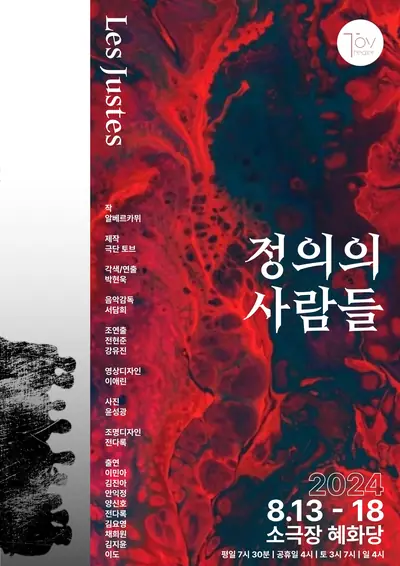 Les Justes
Tov
Theater
정의의
사람들
작
알베르카뮈
제작
극단 토브
각색/연출
박현욱
음악감독
서담희
조연출
전현준
강유진
영상디자인
이애린
사진
윤성광
조명디자인
전다록
출연
이민아
김진아
안익정
양신호
전다록
김요영
채희원
김지윤
이도
2024
8.13 - 18
소극장 혜화당
평일 7시 30분 | 공휴일 4시 | 토 3시 7시 | 일 4시